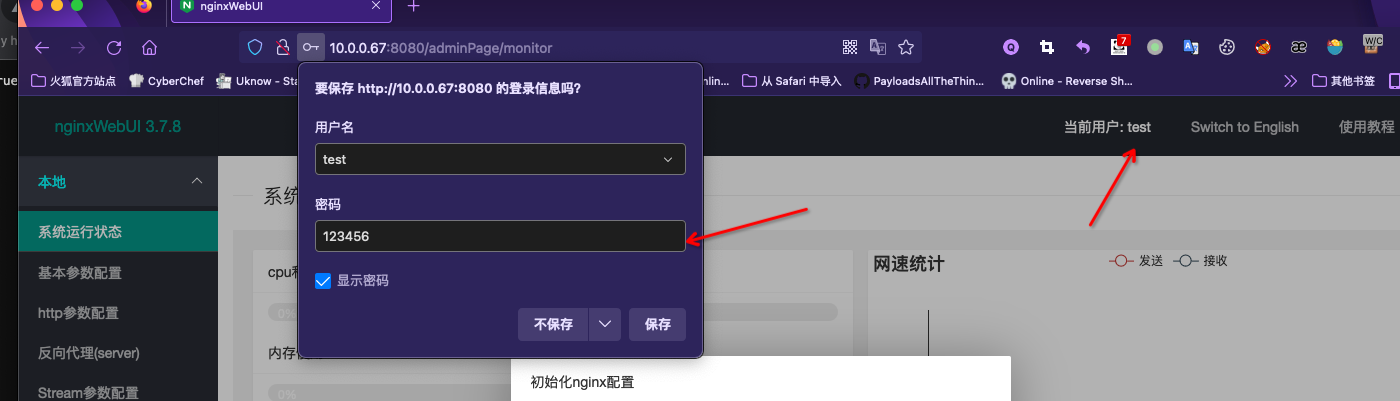 nginxWebUI
10.0.0.67:8080/adminPage/monitor
7
W/C
火狐官方站点
CyberChef
Uknow - Sta
nlin...
从 Safari 中导入
PayloadsAllTheThin...
Online - Reverse Sh...
其他书签
nginxWebUI 3.7.8
当前用户: test
Switch to English
使用教程
要保存 http://10.0.0.67:8080 的登录信息吗?
用户名
test
密码
123456
显示密码
不保存
保存
本地
系统运行状态
基本参数配置
http参数配置
反向代理(server)
Stream参数配置
系统
cpu
0%
内存
0%
网速统计
发送
接收
初始化nginx配置